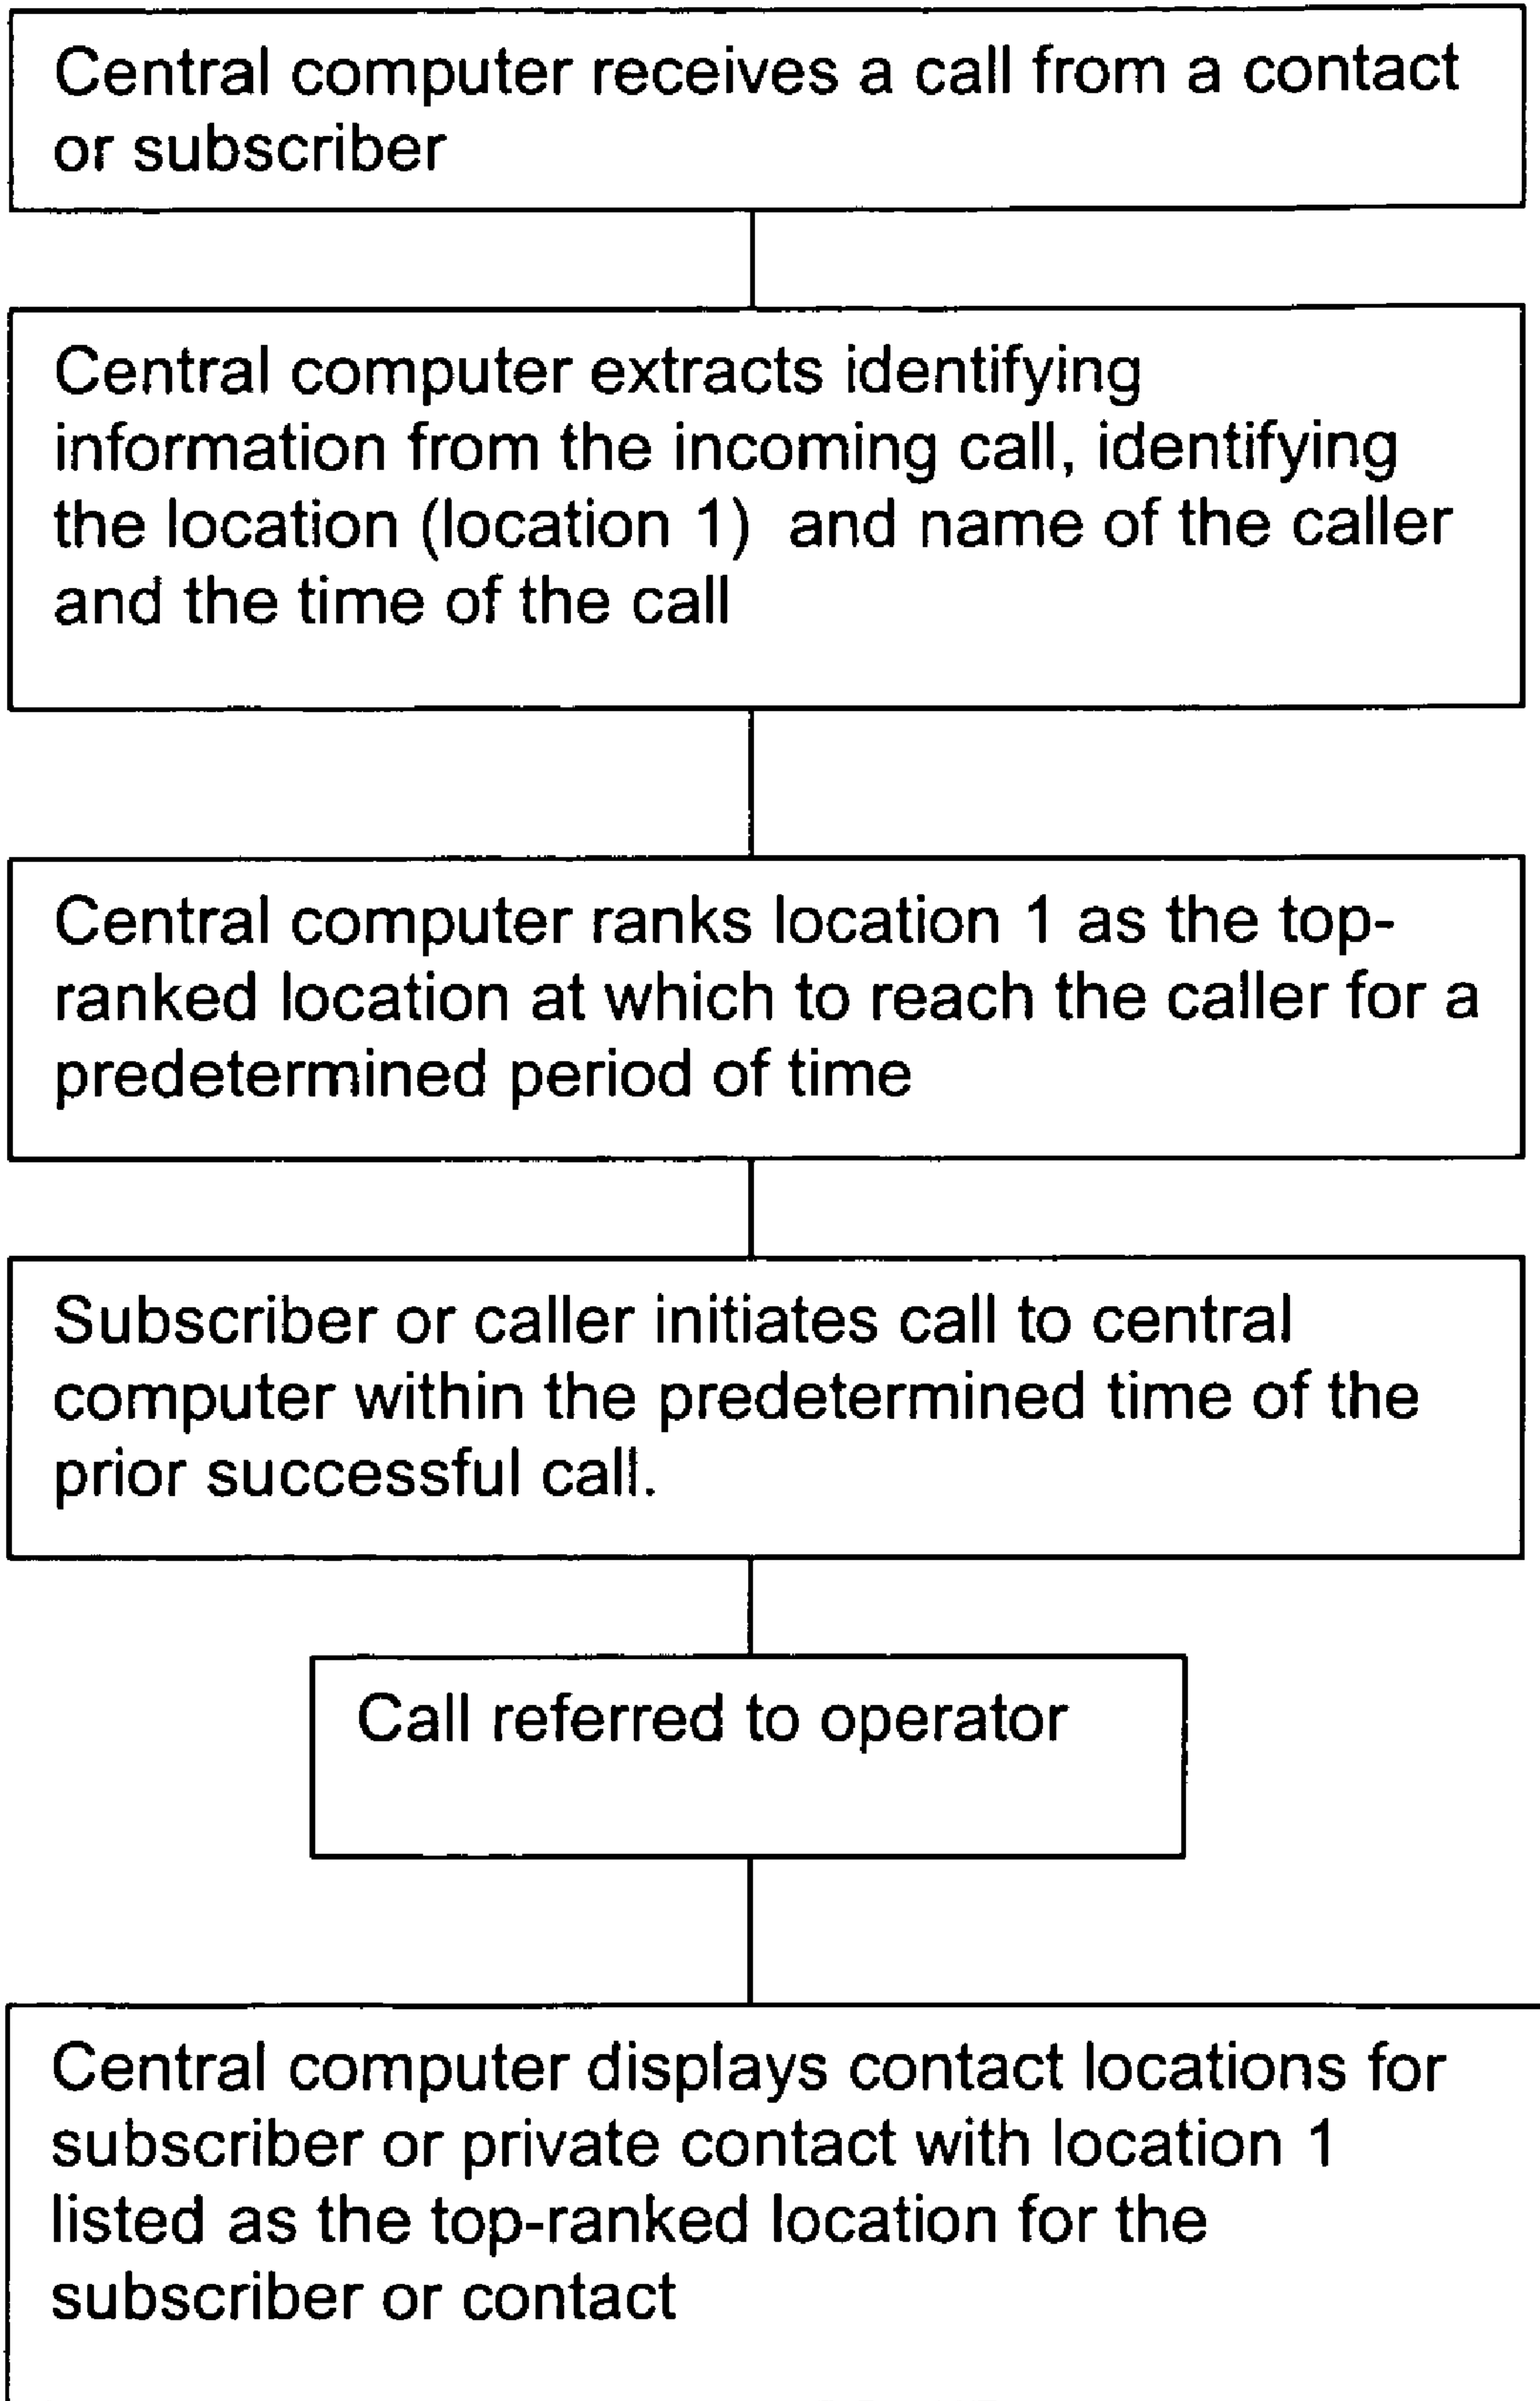 Central computer receives a call from a contact
or subscriber
Central computer extracts identifying
information from the incoming call, identifying
the location (location 1) and name of the caller
and the time of the call
Central computer ranks location 1 as the top-
ranked location at which to reach the caller for a
predetermined period of time
Subscriber or caller initiates call to central
computer within the predetermined time of the
prior successful call.
Call referred to operator
Central computer displays contact locations for
subscriber or private contact with location 1
listed as the top-ranked location for the
subscriber or contact